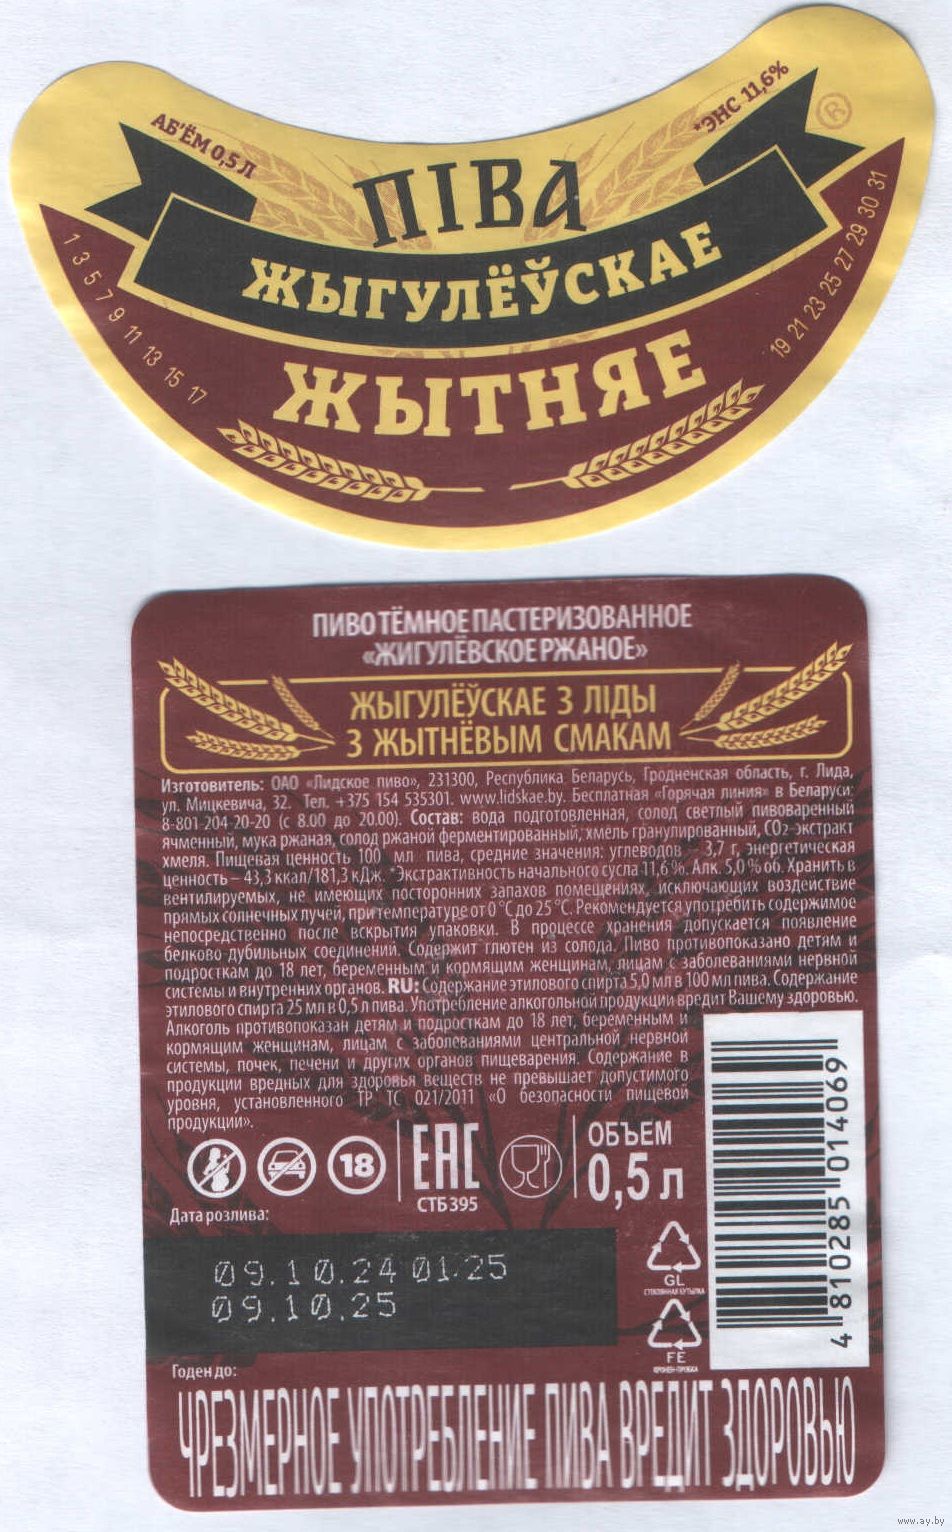 АБ'ЁМ 0,5 Л
*ЭНС 11,6%
®
ПІВА
ЖЫГУЛЁЎСКАЕ
ЖЫТНЯЕ
1 3 5 7 9 11 13 15 17
19 21 23 25 27 29 30 31
ПИВО ТЁМНОЕ ПАСТЕРИЗОВАННОЕ
«ЖИГУЛЁВСКОЕ РЖАНОЕ»
ЖЫГУЛЁЎСКАЕ З ЛІДЫ
З ЖЫТНЁВЫМ СМАКАМ
Изготовитель: ОАО «Лидское пиво», 231300, Республика Беларусь, Гродненская область, г. Лида,
ул. Мицкевича, 32. Тел. +375 154 535301. www.lidskae.by. Бесплатная «Горячая линия» в Беларуси:
8-801-204-20-20 (с 8.00 до 20.00). Состав: вода подготовленная, солод светлый пивоваренный
ячменный, мука ржаная, солод ржаной ферментированный, хмель гранулированный, CO2-экстракт
хмеля. Пищевая ценность 100 мл пива, средние значения: углеводов – 3,7 г, энергетическая
ценность – 43,3 ккал/181,3 кДж. *Экстрактивность начального сусла 11,6%. Алк. 5,0 % об. Хранить в
вентилируемых, не имеющих посторонних запахов помещениях, исключающих воздействие
прямых солнечных лучей, при температуре от 0 °С до 25 °С. Рекомендуется употребить содержимое
непосредственно после вскрытия упаковки. В процессе хранения допускается появление
белково-дубильных соединений. Содержит глютен из солода. Пиво противопоказано детям и
подросткам до 18 лет, беременным и кормящим женщинам, лицам с заболеваниями нервной
системы и внутренних органов. RU: Содержание этилового спирта 5,0 мл в 100 мл пива. Содержание
этилового спирта 25 мл в 0,5 л пива. Употребление алкогольной продукции вредит Вашему здоровью.
Алкоголь противопоказан детям и подросткам до 18 лет, беременным и
кормящим женщинам, лицам с заболеваниями центральной нервной
системы, почек, печени и других органов пищеварения. Содержание в
продукции вредных для здоровья веществ не превышает допустимого
уровня, установленного ТР ТС 021/2011 «О безопасности пищевой
продукции».
18
ЕАС
СТБ 395
ОБЪЕМ
0,5 л
4 810285 014069
Дата розлива:
09.10.24 01:25
09.10.25
GL
СТЕКЛЯННАЯ БУТЫЛКА
FE
КРОНЕН-ПРОБКА
Годен до:
ЧРЕЗМЕРНОЕ УПОТРЕБЛЕНИЕ ПИВА ВРЕДИТ ЗДОРОВЬЮ
www.ay.by